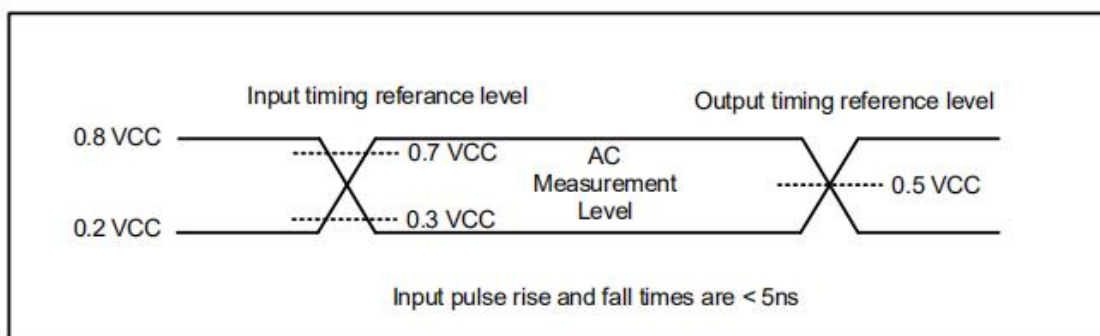 Input timing referance level
Output timing reference level
0.8 VCC
0.7 VCC
AC
Measurement
Level
0.5 VCC
0.3 VCC
0.2 VCC
Input pulse rise and fall times are < 5ns